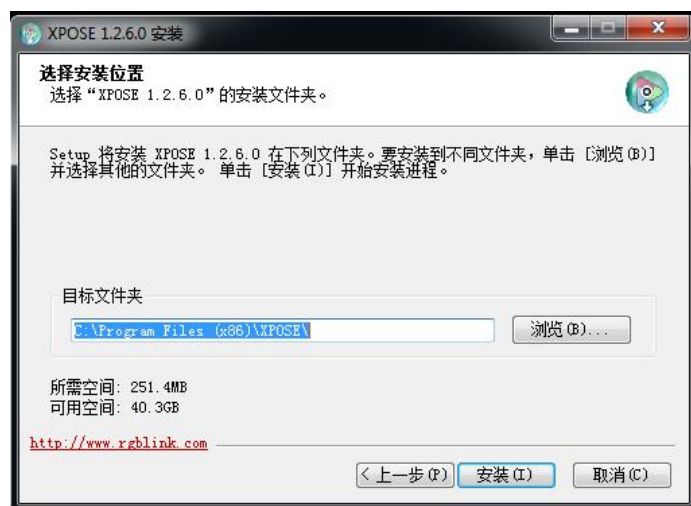 XPOSE 1.2.6.0 安装
选择安装位置
选择“XPOSE 1.2.6.0”的安装文件夹。
Setup 将安装 XPOSE 1.2.6.0 在下列文件夹。要安装到不同文件夹，单击 [浏览(B)]
并选择其他的文件夹。 单击 [安装(I)] 开始安装进程。
目标文件夹
C:\Program Files (x86)\XPOSE\
浏览(B)...
所需空间: 251.4MB
可用空间: 40.3GB
http://www.rgblink.com
< 上一步(P)
安装(I)
取消(C)